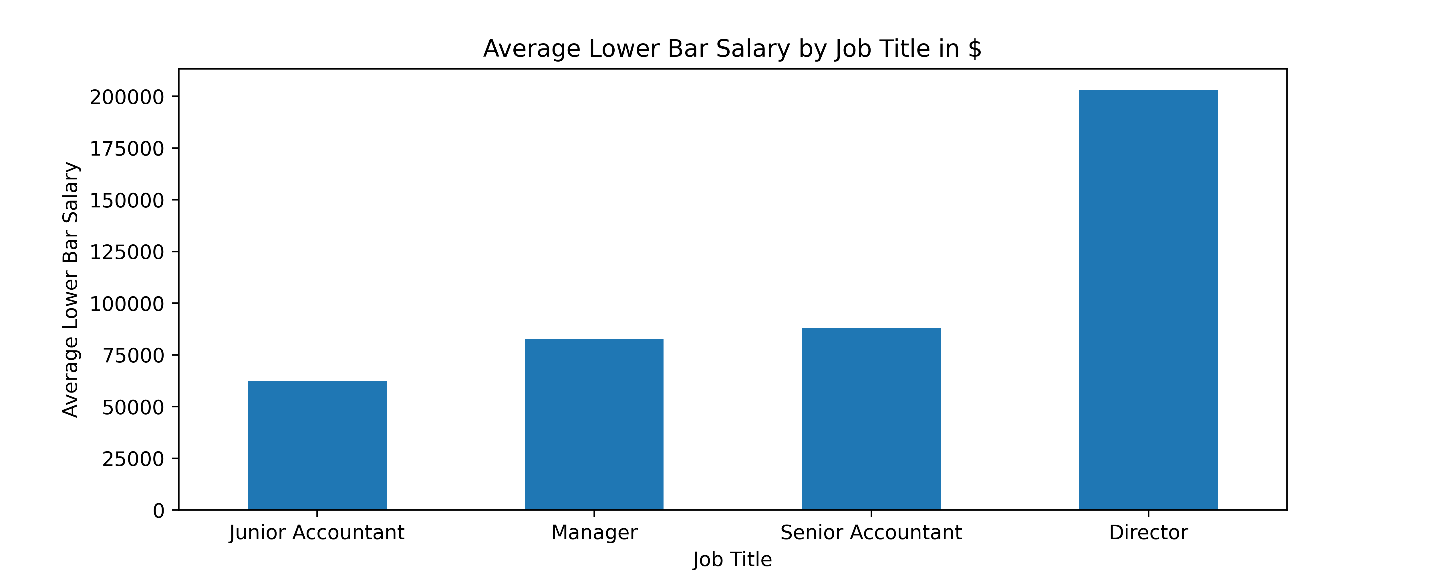 Average Lower Bar Salary by Job Title in $
Average Lower Bar Salary
200000
175000
150000
125000
100000
75000
50000
25000
0
Junior Accountant
Manager
Senior Accountant
Director
Job Title